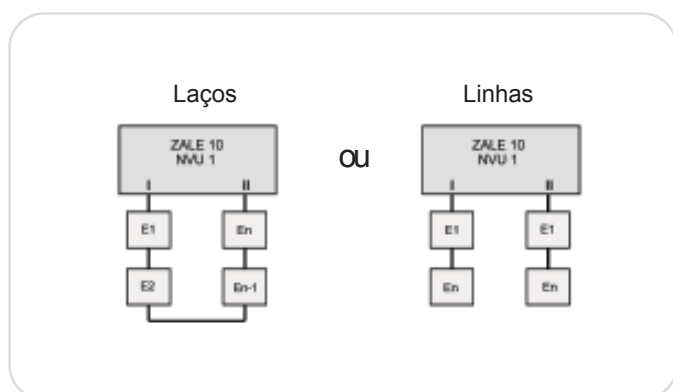 Laços
Linhas
ZALE 10
NVU 1
I II
ou
ZALE 10
NVU 1
I II
E1 En
E2 En-1
E1 E1
En En